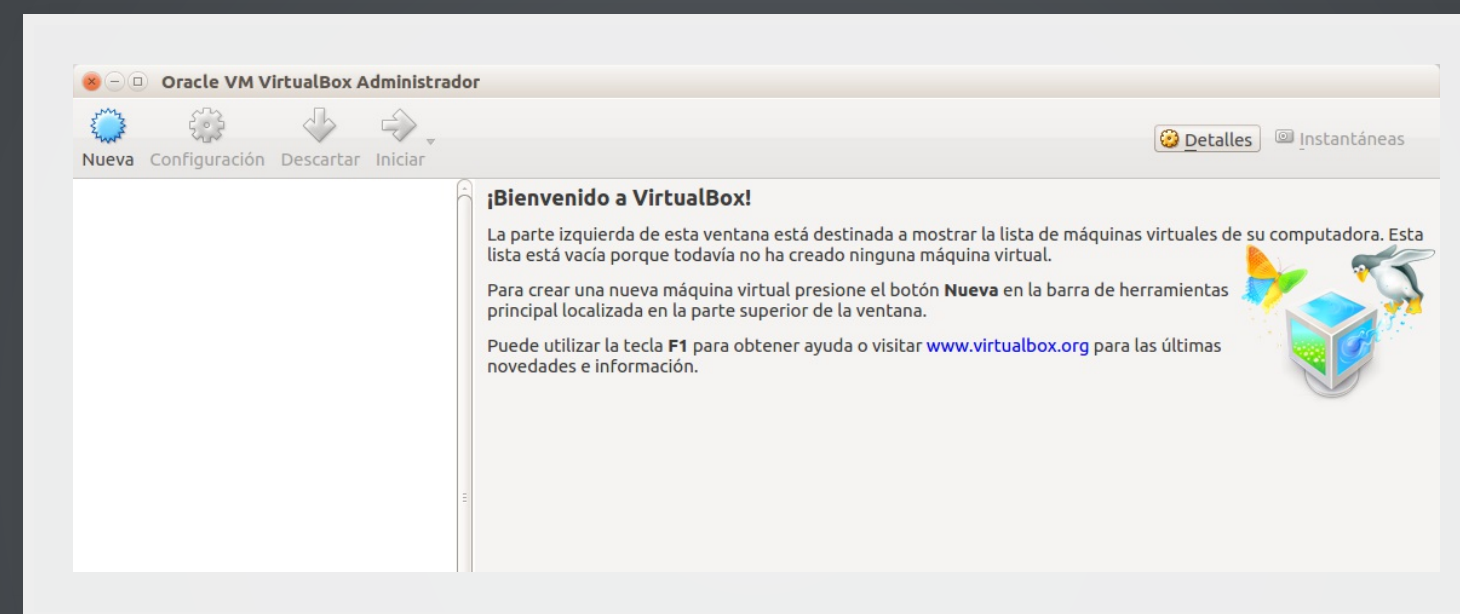 Oracle VM VirtualBox Administrador
Nueva Configuración Descartar Iniciar
Detalles Instantáneas
¡Bienvenido a VirtualBox!
La parte izquierda de esta ventana está destinada a mostrar la lista de máquinas virtuales de su computadora. Esta
lista está vacía porque todavía no ha creado ninguna máquina virtual.
Para crear una nueva máquina virtual presione el botón Nueva en la barra de herramientas
principal localizada en la parte superior de la ventana.
Puede utilizar la tecla F1 para obtener ayuda o visitar www.virtualbox.org para las últimas
novedades e información.